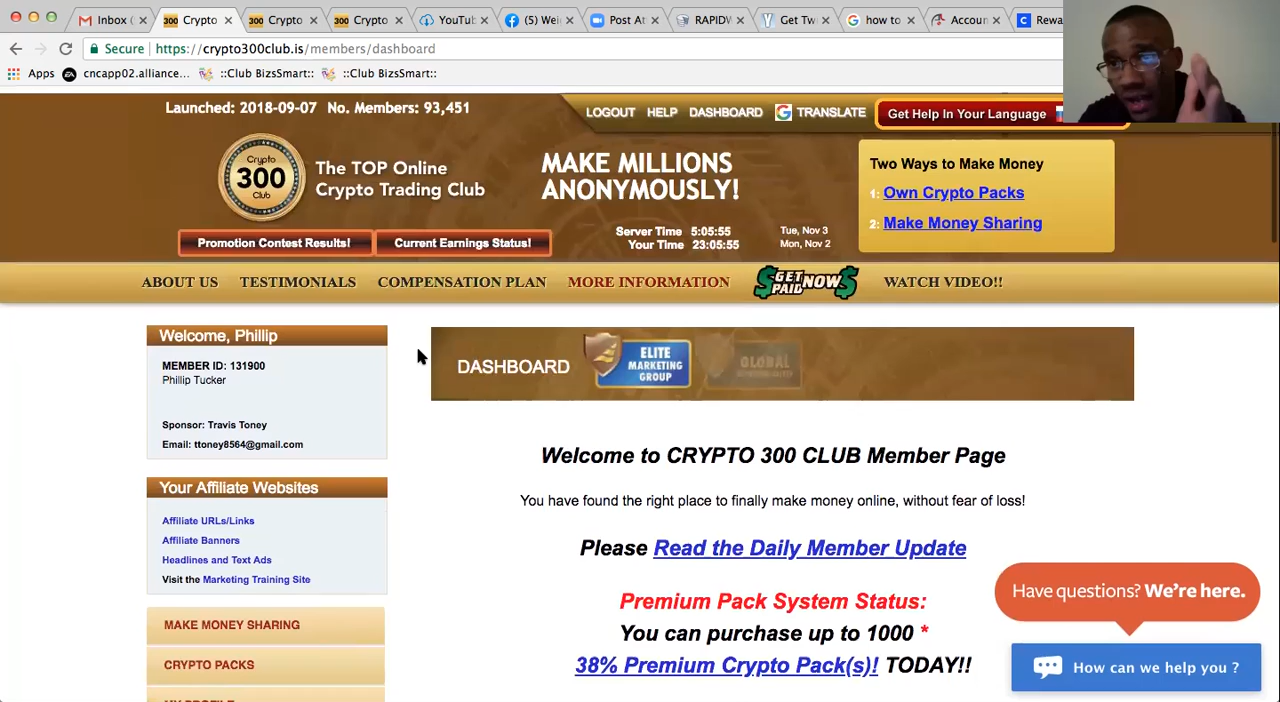 Inbox (
Crypto
Crypto
Crypto
YouTub
(5) Wei
Post At
RAPIDV
Get Tw
how to
Accoun
Rewa
Secure
https://crypto300club.is/members/dashboard
Apps
cncapp02.alliance...
::Club BizsSmart::
::Club BizsSmart::
Launched: 2018-09-07 No. Members: 93,451
LOGOUT
HELP
DASHBOARD
TRANSLATE
Get Help In Your Language
Crypto
300
Club
The TOP Online
Crypto Trading Club
MAKE MILLIONS
ANONYMOUSLY!
Two Ways to Make Money
1: Own Crypto Packs
2: Make Money Sharing
Promotion Contest Results!
Current Earnings Status!
Server Time 5:05:55 Tue, Nov 3
Your Time 23:05:55 Mon, Nov 2
ABOUT US
TESTIMONIALS
COMPENSATION PLAN
MORE INFORMATION
GET PAID NOW
WATCH VIDEO!!
Welcome, Phillip
MEMBER ID: 131900
Phillip Tucker
Sponsor: Travis Toney
Email: ttoney8564@gmail.com
Your Affiliate Websites
Affiliate URLs/Links
Affiliate Banners
Headlines and Text Ads
Visit the Marketing Training Site
MAKE MONEY SHARING
CRYPTO PACKS
DASHBOARD
ELITE
MARKETING
GROUP
GLOBAL
Welcome to CRYPTO 300 CLUB Member Page
You have found the right place to finally make money online, without fear of loss!
Please Read the Daily Member Update
Premium Pack System Status:
You can purchase up to 1000 *
38% Premium Crypto Pack(s)! TODAY!!
Have questions? We're here.
How can we help you ?